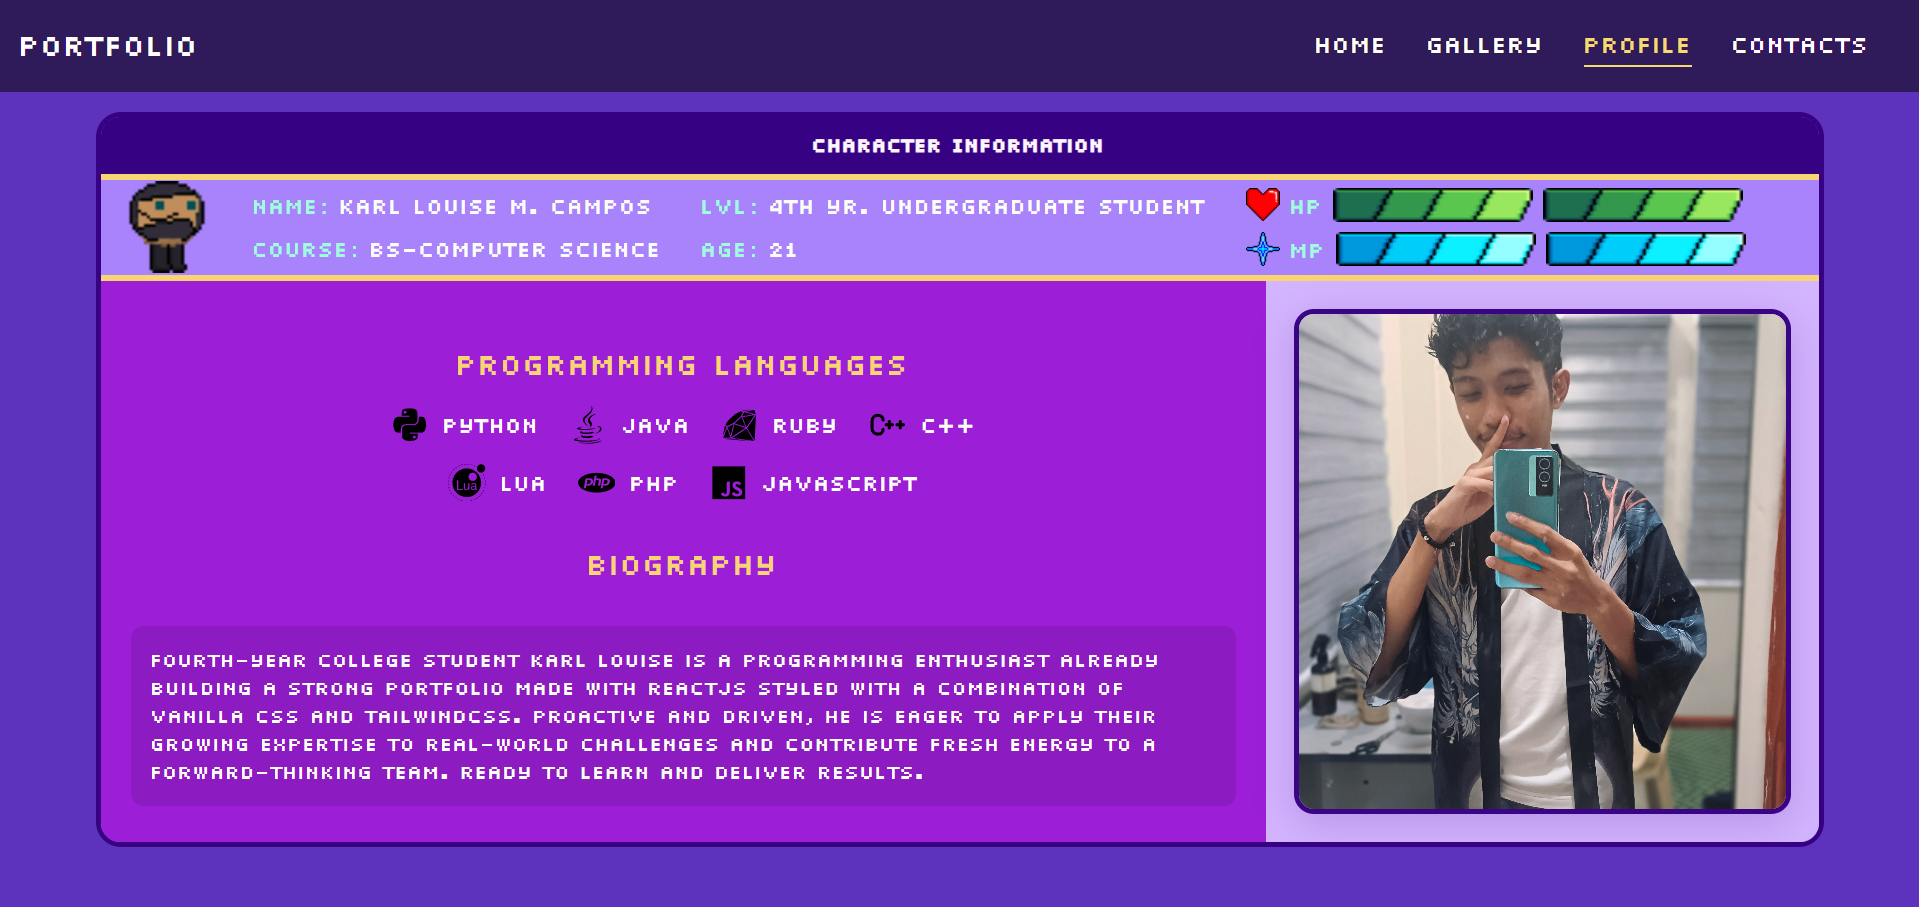 PORTFOLIO
HOME GALLERY PROFILE CONTACTS
CHARACTER INFORMATION
NAME: KARL LOUISE M. CAMPOS LVL: 4TH YR. UNDERGRADUATE STUDENT HP
COURSE: BS-COMPUTER SCIENCE AGE: 21 MP
PROGRAMMING LANGUAGES
PYTHON JAVA RUBY C++ C++
Lua LUA php PHP JS JAVASCRIPT
BIOGRAPHY
FOURTH-YEAR COLLEGE STUDENT KARL LOUISE IS A PROGRAMMING ENTHUSIAST ALREADY
BUILDING A STRONG PORTFOLIO MADE WITH REACTJS STYLED WITH A COMBINATION OF
VANILLA CSS AND TAILWINDCSS. PROACTIVE AND DRIVEN, HE IS EAGER TO APPLY THEIR
GROWING EXPERTISE TO REAL-WORLD CHALLENGES AND CONTRIBUTE FRESH ENERGY TO A
FORWARD-THINKING TEAM. READY TO LEARN AND DELIVER RESULTS.